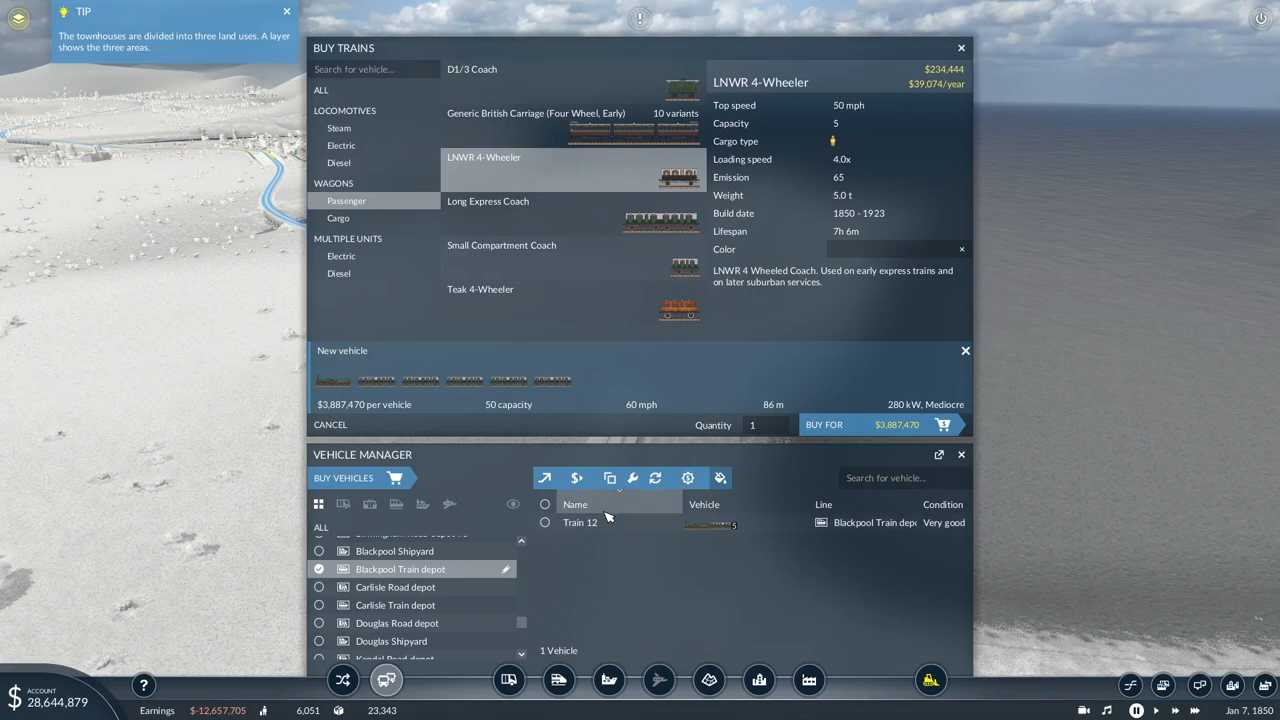 TIP
The townhouses are divided into three land uses. A layer
shows the three areas.
BUY TRAINS
Search for vehicle...
ALL
LOCOMOTIVES
Steam
Electric
Diesel
WAGONS
Passenger
Cargo
MULTIPLE UNITS
Electric
Diesel
D1/3 Coach
Generic British Carriage (Four Wheel, Early) 10 variants
LNWR 4-Wheeler
Long Express Coach
Small Compartment Coach
Teak 4-Wheeler
LNWR 4-Wheeler
$234,444
$39,074/year
Top speed 50 mph
Capacity 5
Cargo type
Loading speed 4.0x
Emission 65
Weight 5.0 t
Build date 1850 - 1923
Lifespan 7h 6m
Color
LNWR 4 Wheeled Coach. Used on early express trains and
on later suburban services.
New vehicle
$3,887,470 per vehicle 50 capacity 60 mph 86 m 280 kW, Mediocre
CANCEL Quantity 1 BUY FOR $3,887,470
VEHICLE MANAGER
BUY VEHICLES
Search for vehicle...
ALL
Blackpool Shipyard
Blackpool Train depot
Carlisle Road depot
Carlisle Train depot
Douglas Road depot
Douglas Shipyard
Name Vehicle Line Condition
Train 12 5 Blackpool Train depo Very good
1 Vehicle
ACCOUNT
$ 28,644,879
Earnings $-12,657,705 6,051 23,343
Jan 7, 1850